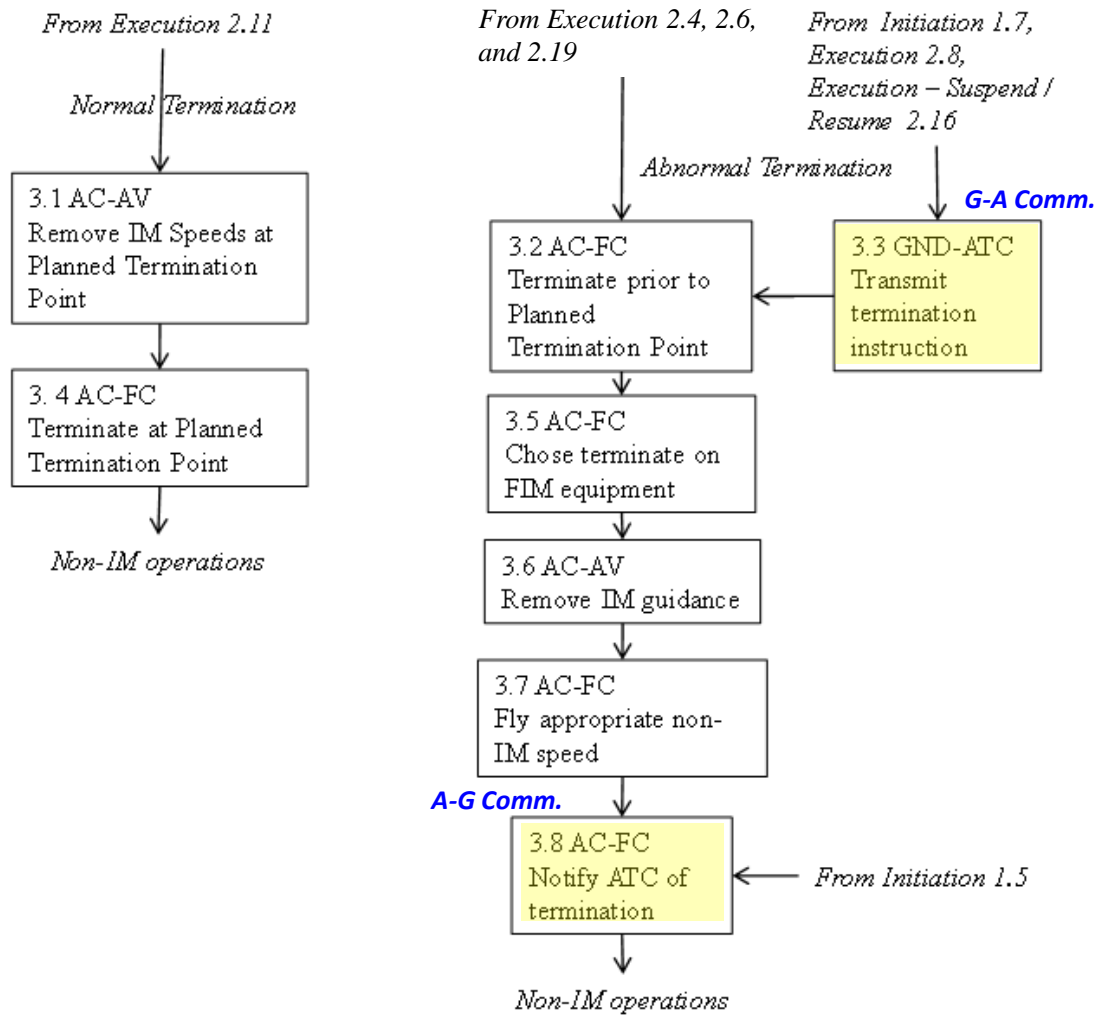 From Execution 2.11
Normal Termination
3.1 AC-AV
Remove IM Speeds at
Planned Termination
Point
3. 4 AC-FC
Terminate at Planned
Termination Point
Non-IM operations
From Execution 2.4, 2.6,
and 2.19
From Initiation 1.7,
Execution 2.8,
Execution – Suspend /
Resume 2.16
Abnormal Termination
G-A Comm.
3.2 AC-FC
Terminate prior to
Planned
Termination Point
3.3 GND-ATC
Transmit
termination
instruction
3.5 AC-FC
Chose terminate on
FIM equipment
3.6 AC-AV
Remove IM guidance
3.7 AC-FC
Fly appropriate non-
IM speed
A-G Comm.
3.8 AC-FC
Notify ATC of
termination
From Initiation 1.5
Non-IM operations